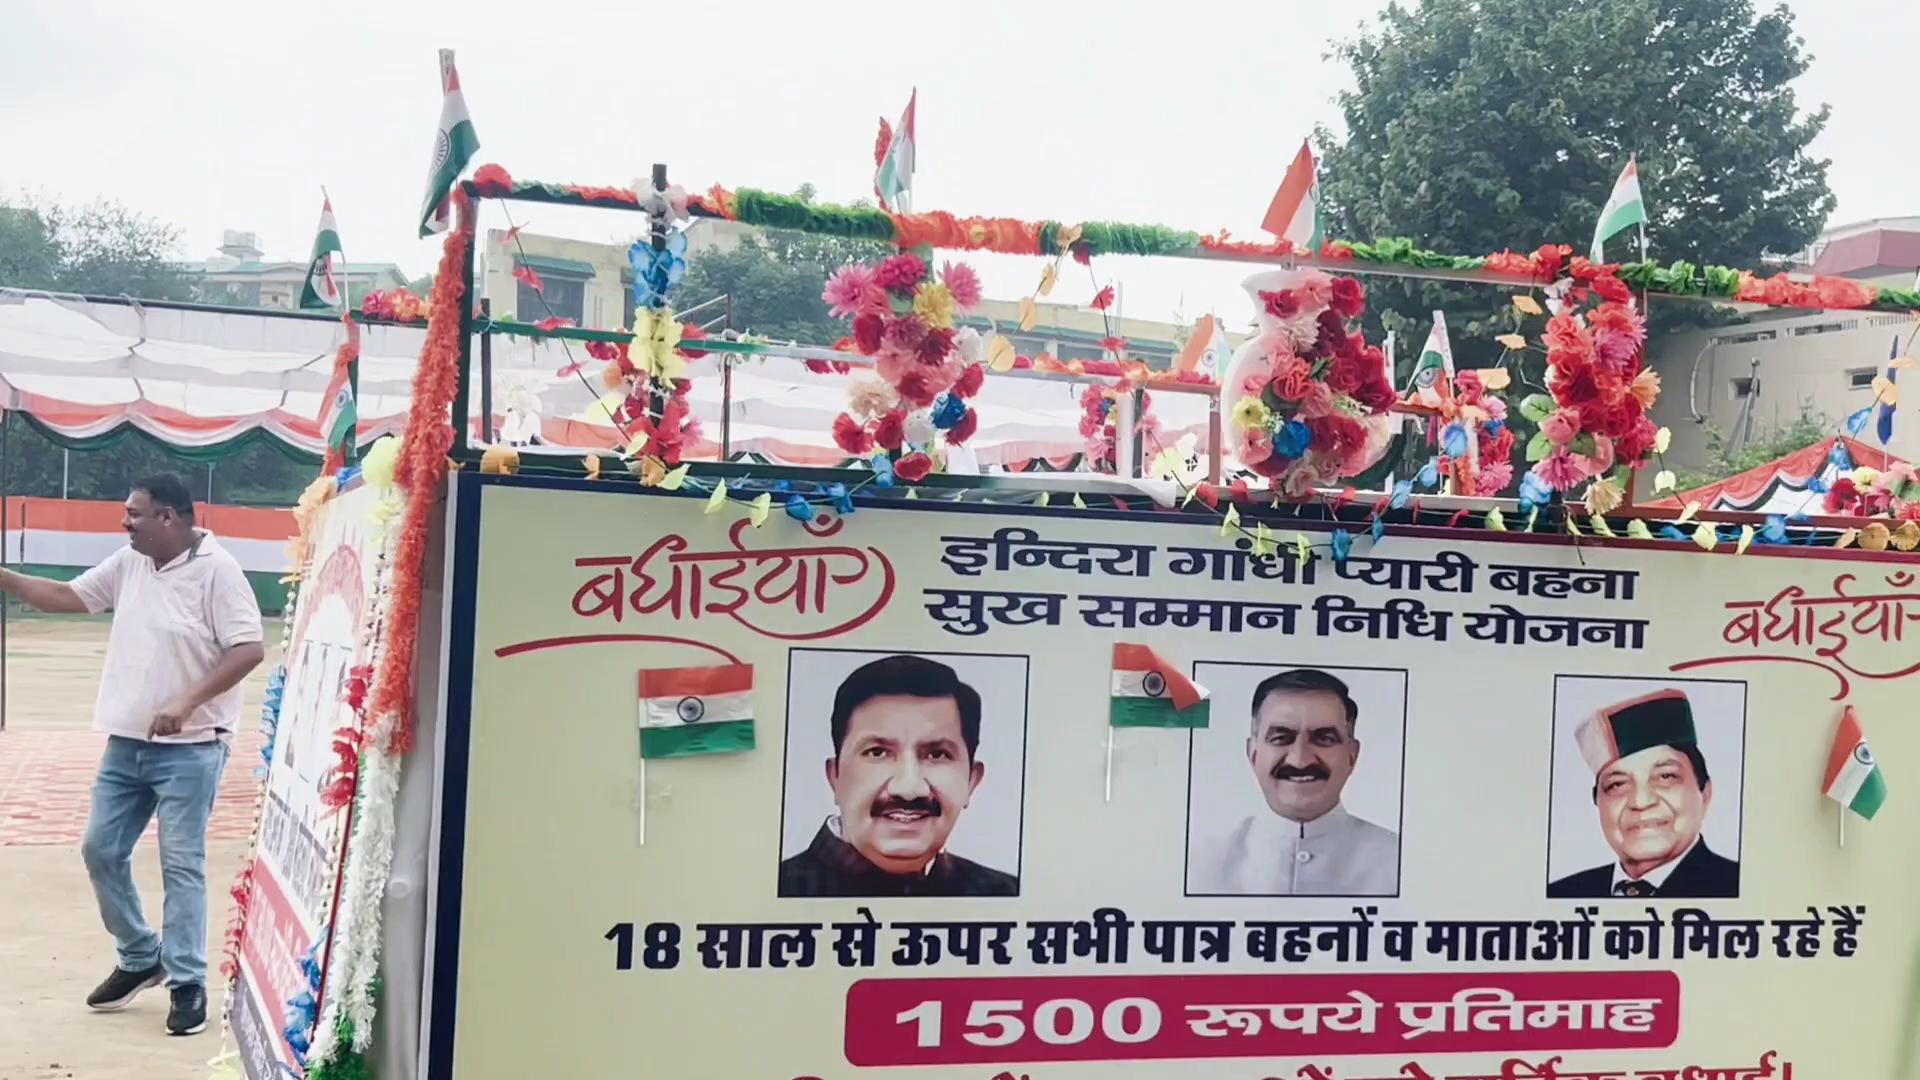 बधाईयाँ
इन्दिरा गांधी प्यारी बहना
सुख सम्मान निधि योजना
बधाईयाँ
18 साल से ऊपर सभी पात्र बहनों व माताओं को मिल रहे हैं
1500 रूपये प्रतिमाह